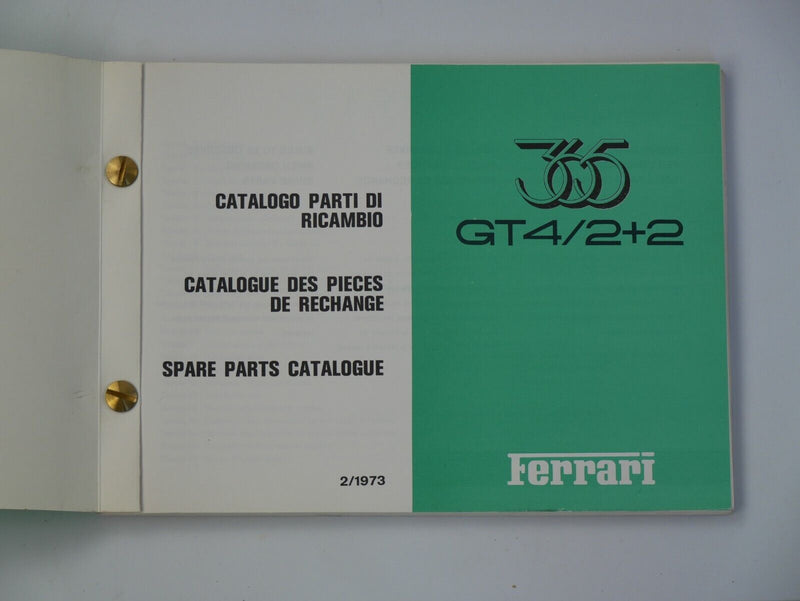 CATALOGO PARTI DI
RICAMBIO
CATALOGUE DES PIECES
DE RECHANGE
SPARE PARTS CATALOGUE
2/1973
365
GT4/2+2
Ferrari